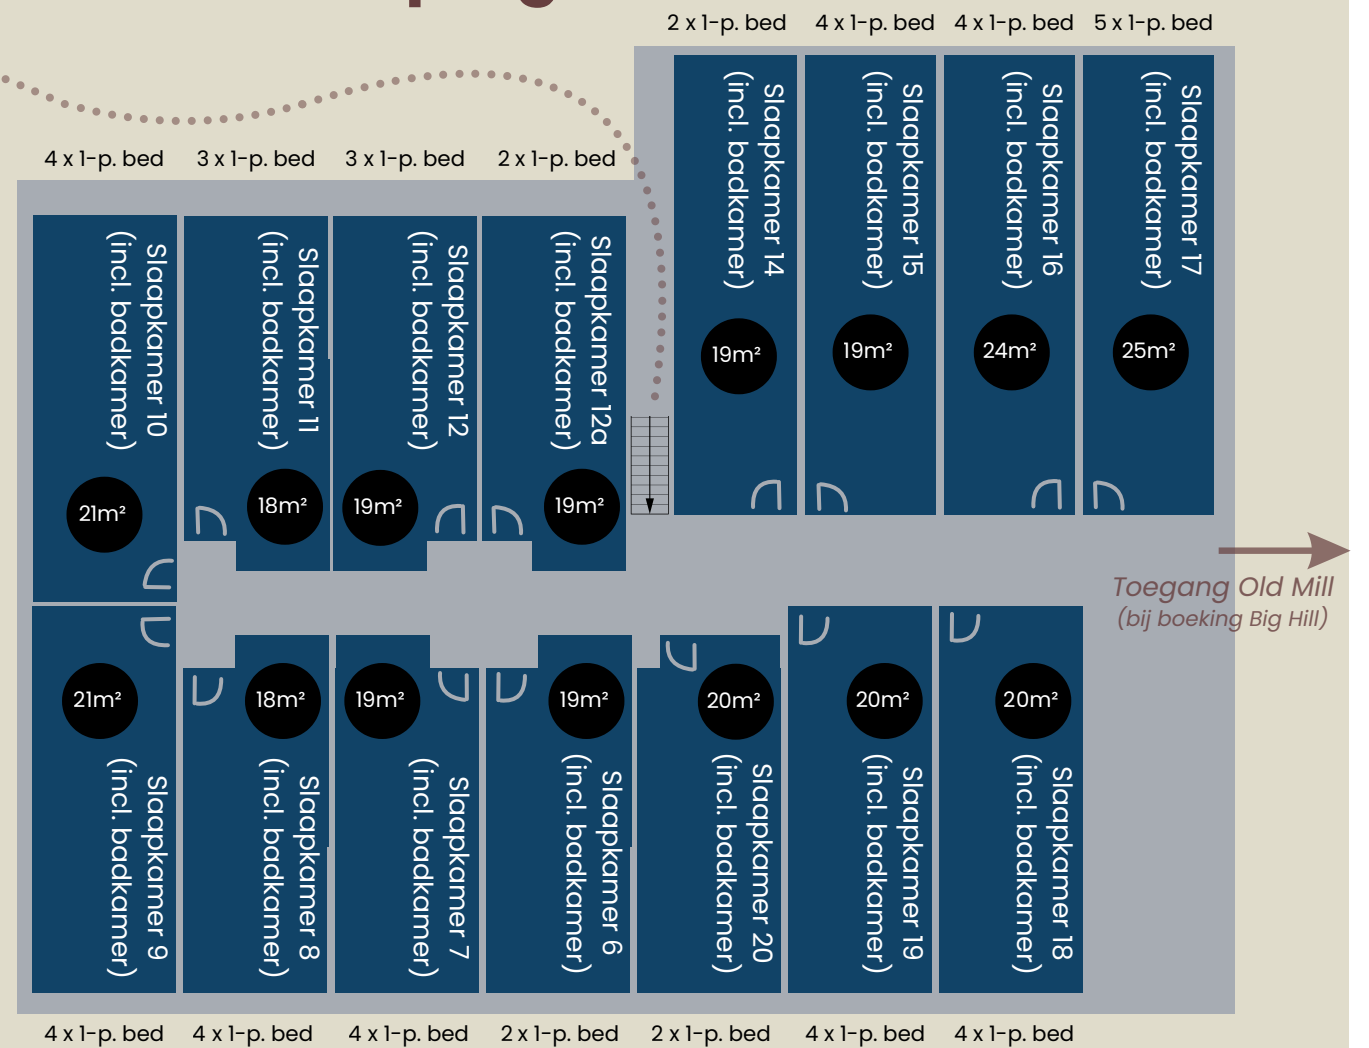 2 x 1-p. bed
4 x 1-p. bed
4 x 1-p. bed
5 x 1-p. bed
Slaapkamer 14
(incl. badkamer)
19m²
Slaapkamer 15
(incl. badkamer)
19m²
Slaapkamer 16
(incl. badkamer)
24m²
Slaapkamer 17
(incl. badkamer)
25m²
4 x 1-p. bed
3 x 1-p. bed
3 x 1-p. bed
2 x 1-p. bed
Slaapkamer 10
(incl. badkamer)
21m²
Slaapkamer 11
(incl. badkamer)
18m²
Slaapkamer 12
(incl. badkamer)
19m²
Slaapkamer 12a
(incl. badkamer)
19m²
Toegang Old Mill
(bij boeking Big Hill)
21m²
Slaapkamer 9
(incl. badkamer)
18m²
Slaapkamer 8
(incl. badkamer)
19m²
Slaapkamer 7
(incl. badkamer)
19m²
Slaapkamer 6
(incl. badkamer)
20m²
Slaapkamer 20
(incl. badkamer)
20m²
Slaapkamer 19
(incl. badkamer)
20m²
Slaapkamer 18
(incl. badkamer)
4 x 1-p. bed
4 x 1-p. bed
4 x 1-p. bed
2 x 1-p. bed
2 x 1-p. bed
4 x 1-p. bed
4 x 1-p. bed